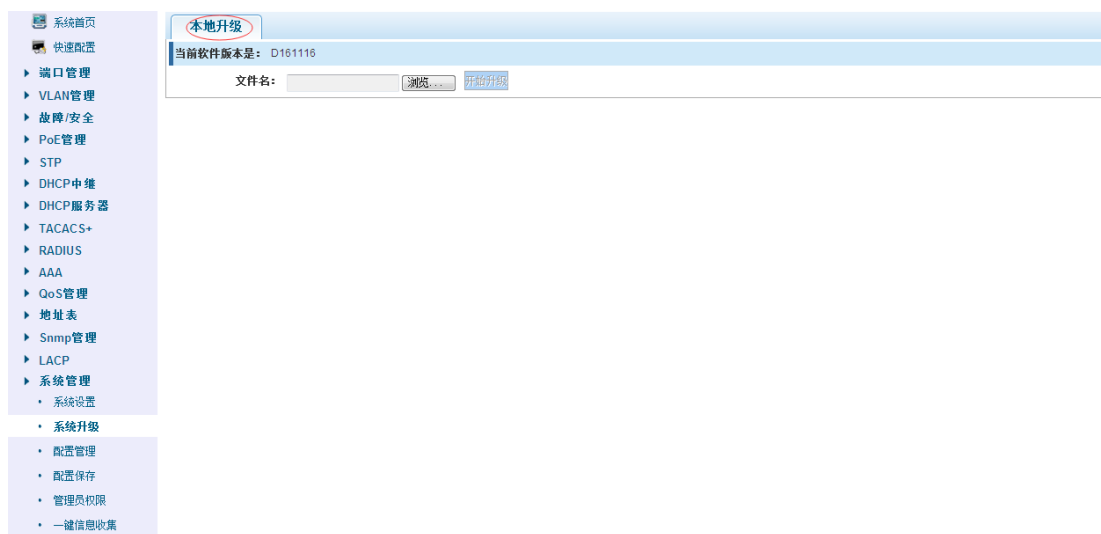 系统首页
快速配置
端口管理
VLAN管理
故障/安全
PoE管理
STP
DHCP中继
DHCP服务器
TACACS+
RADIUS
AAA
QoS管理
地址表
Snmp管理
LACP
系统管理
系统设置
系统升级
配置管理
配置保存
管理员权限
一键信息收集
本地升级
当前软件版本是： D161116
文件名： 浏览... 开始升级